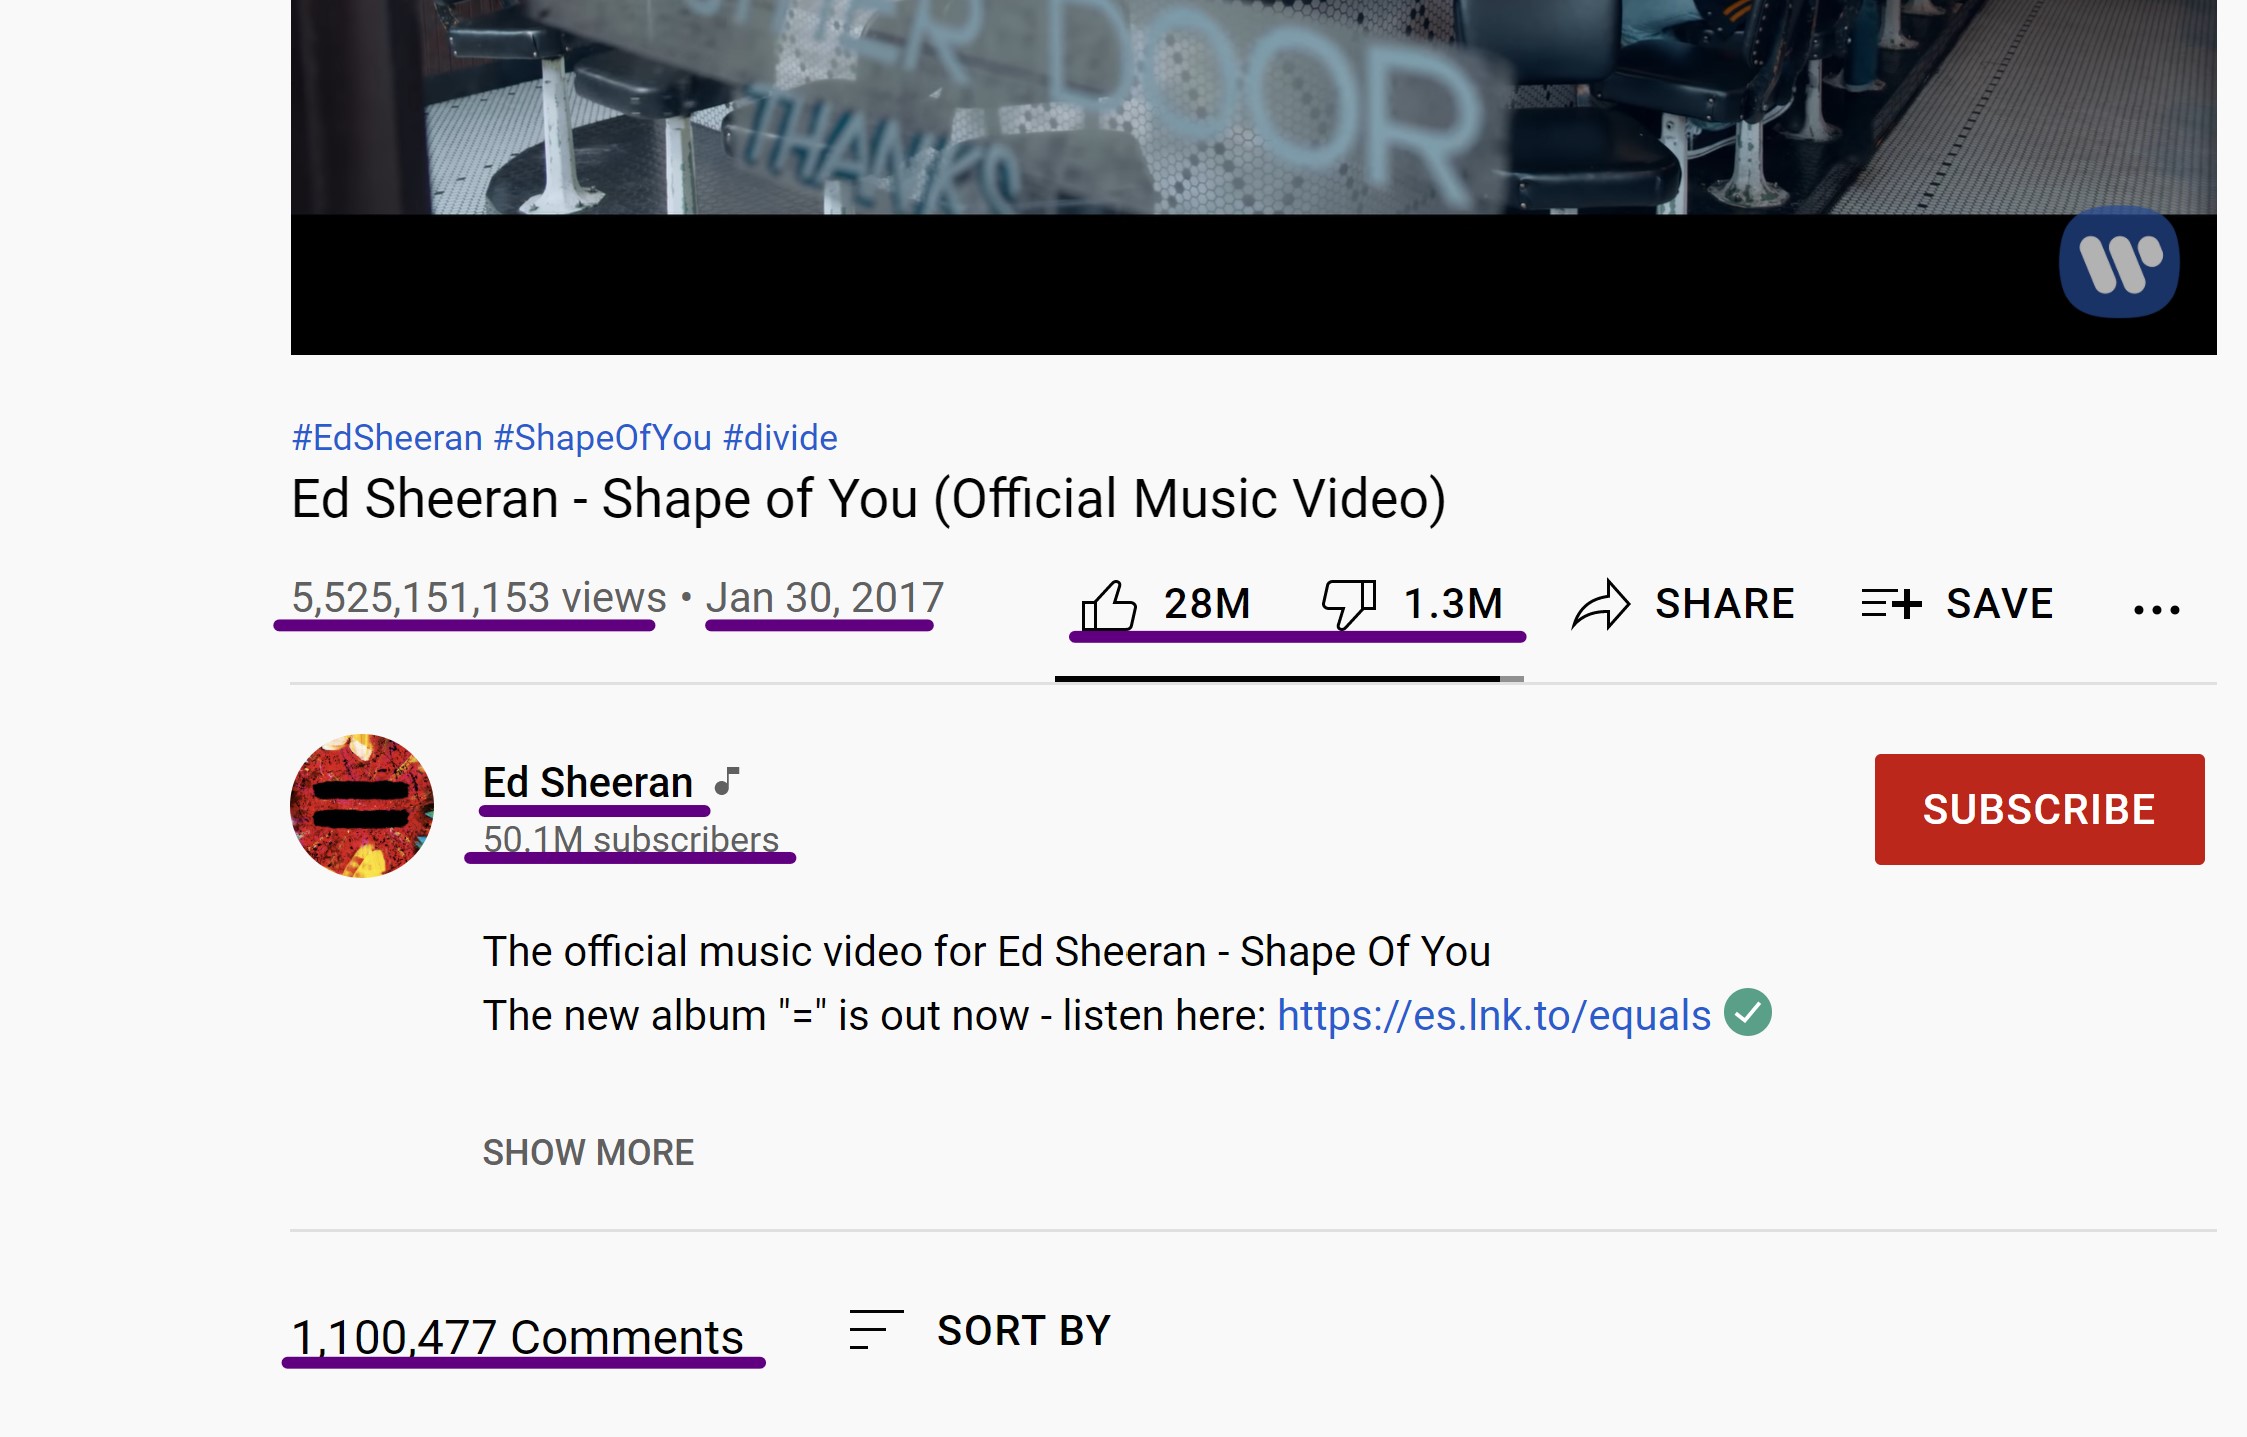 DOOR
THANKS
#EdSheeran #ShapeOfYou #divide
Ed Sheeran - Shape of You (Official Music Video)
5,525,151,153 views • Jan 30, 2017 28M 1.3M SHARE SAVE ...
Ed Sheeran
50.1M subscribers
SUBSCRIBE
The official music video for Ed Sheeran - Shape Of You
The new album "=" is out now - listen here: https://es.lnk.to/equals
SHOW MORE
1,100,477 Comments SORT BY